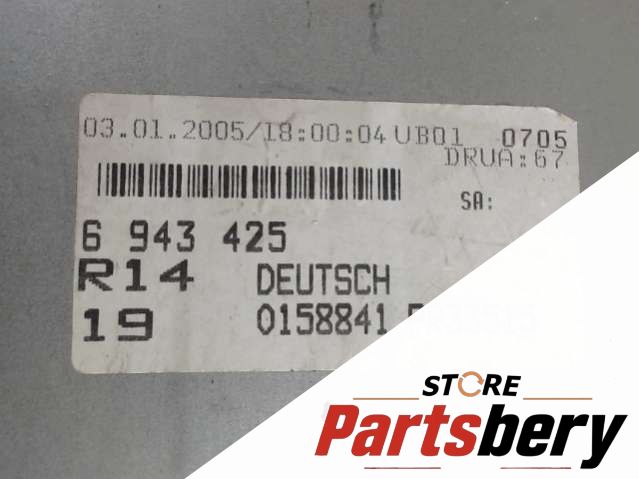 03.01.2005/18:00:04 UB01 0705
DRUA:67
SA:
6 943 425
R14 DEUTSCH
19 0158841
STORE
Partsbery